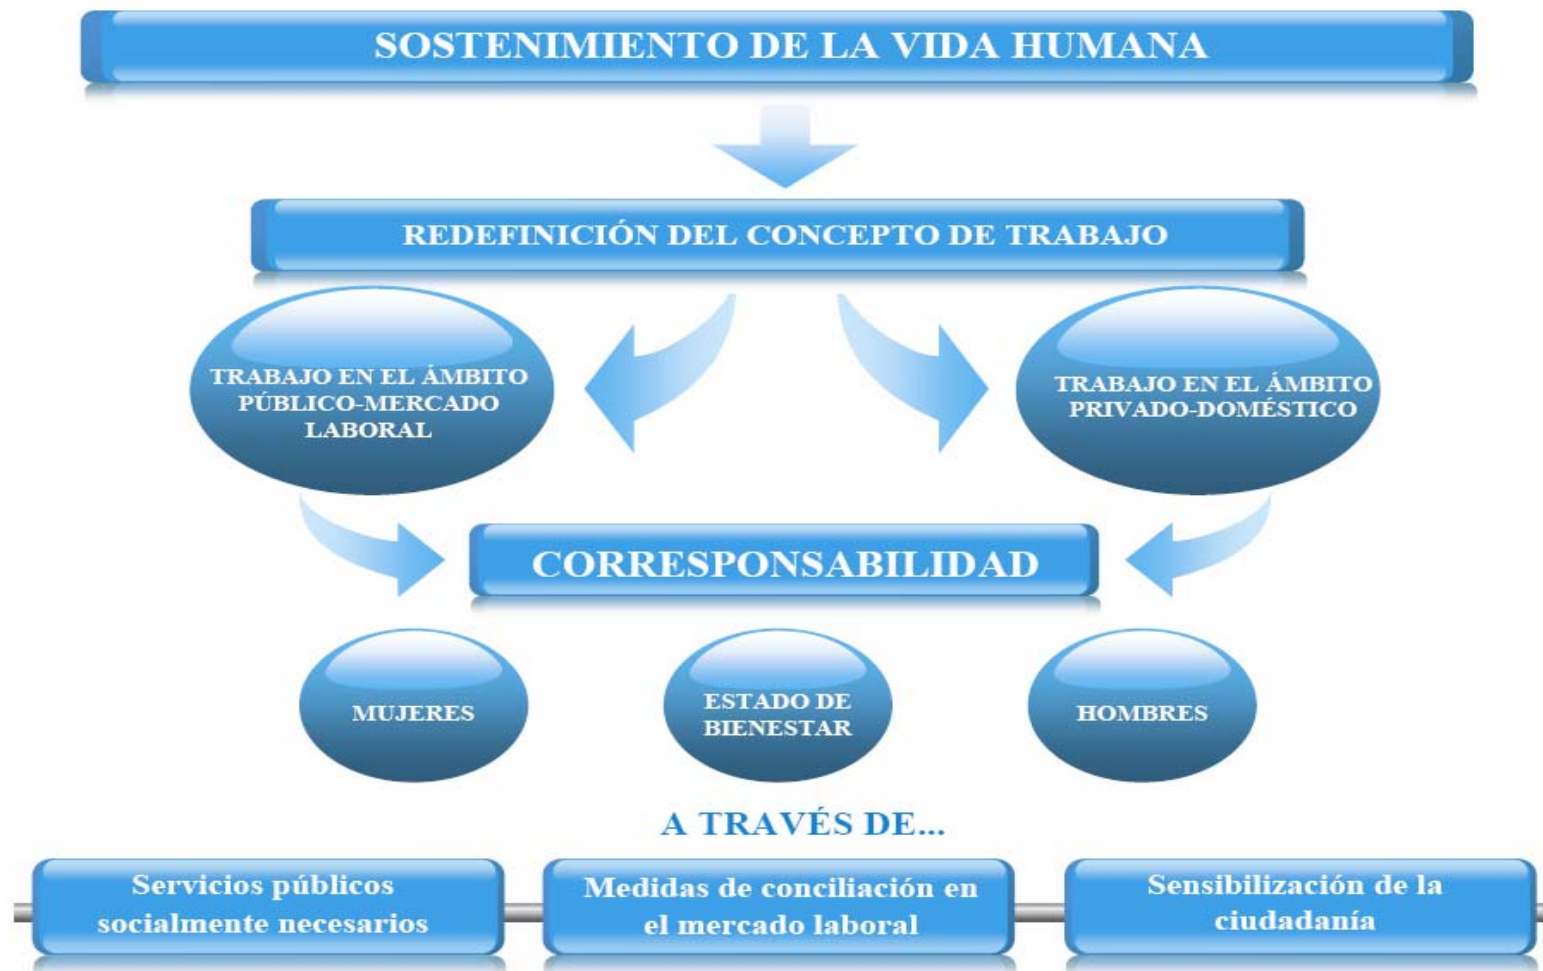 SOSTENIMIENTO DE LA VIDA HUMANA
REDEFINICIÓN DEL CONCEPTO DE TRABAJO
TRABAJO EN EL ÁMBITO
PÚBLICO-MERCADO
LABORAL
TRABAJO EN EL ÁMBITO
PRIVADO-DOMÉSTICO
CORRESPONSABILIDAD
MUJERES
ESTADO DE
BIENESTAR
HOMBRES
A TRAVÉS DE...
Servicios públicos
socialmente necesarios
Medidas de conciliación en
el mercado laboral
Sensibilización de la
ciudadanía